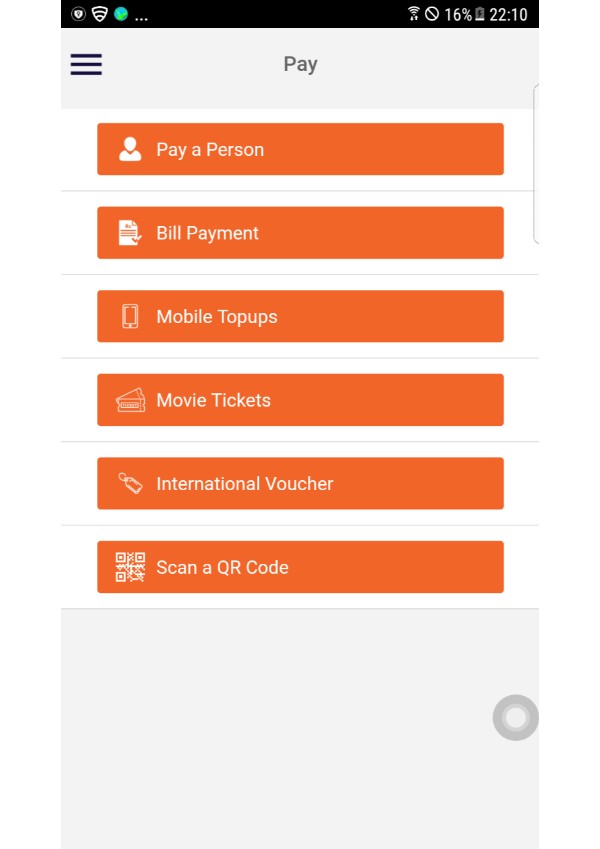 ... 16% 22:10
Pay
Pay a Person
Bill Payment
Mobile Topups
Movie Tickets
International Voucher
Scan a QR Code